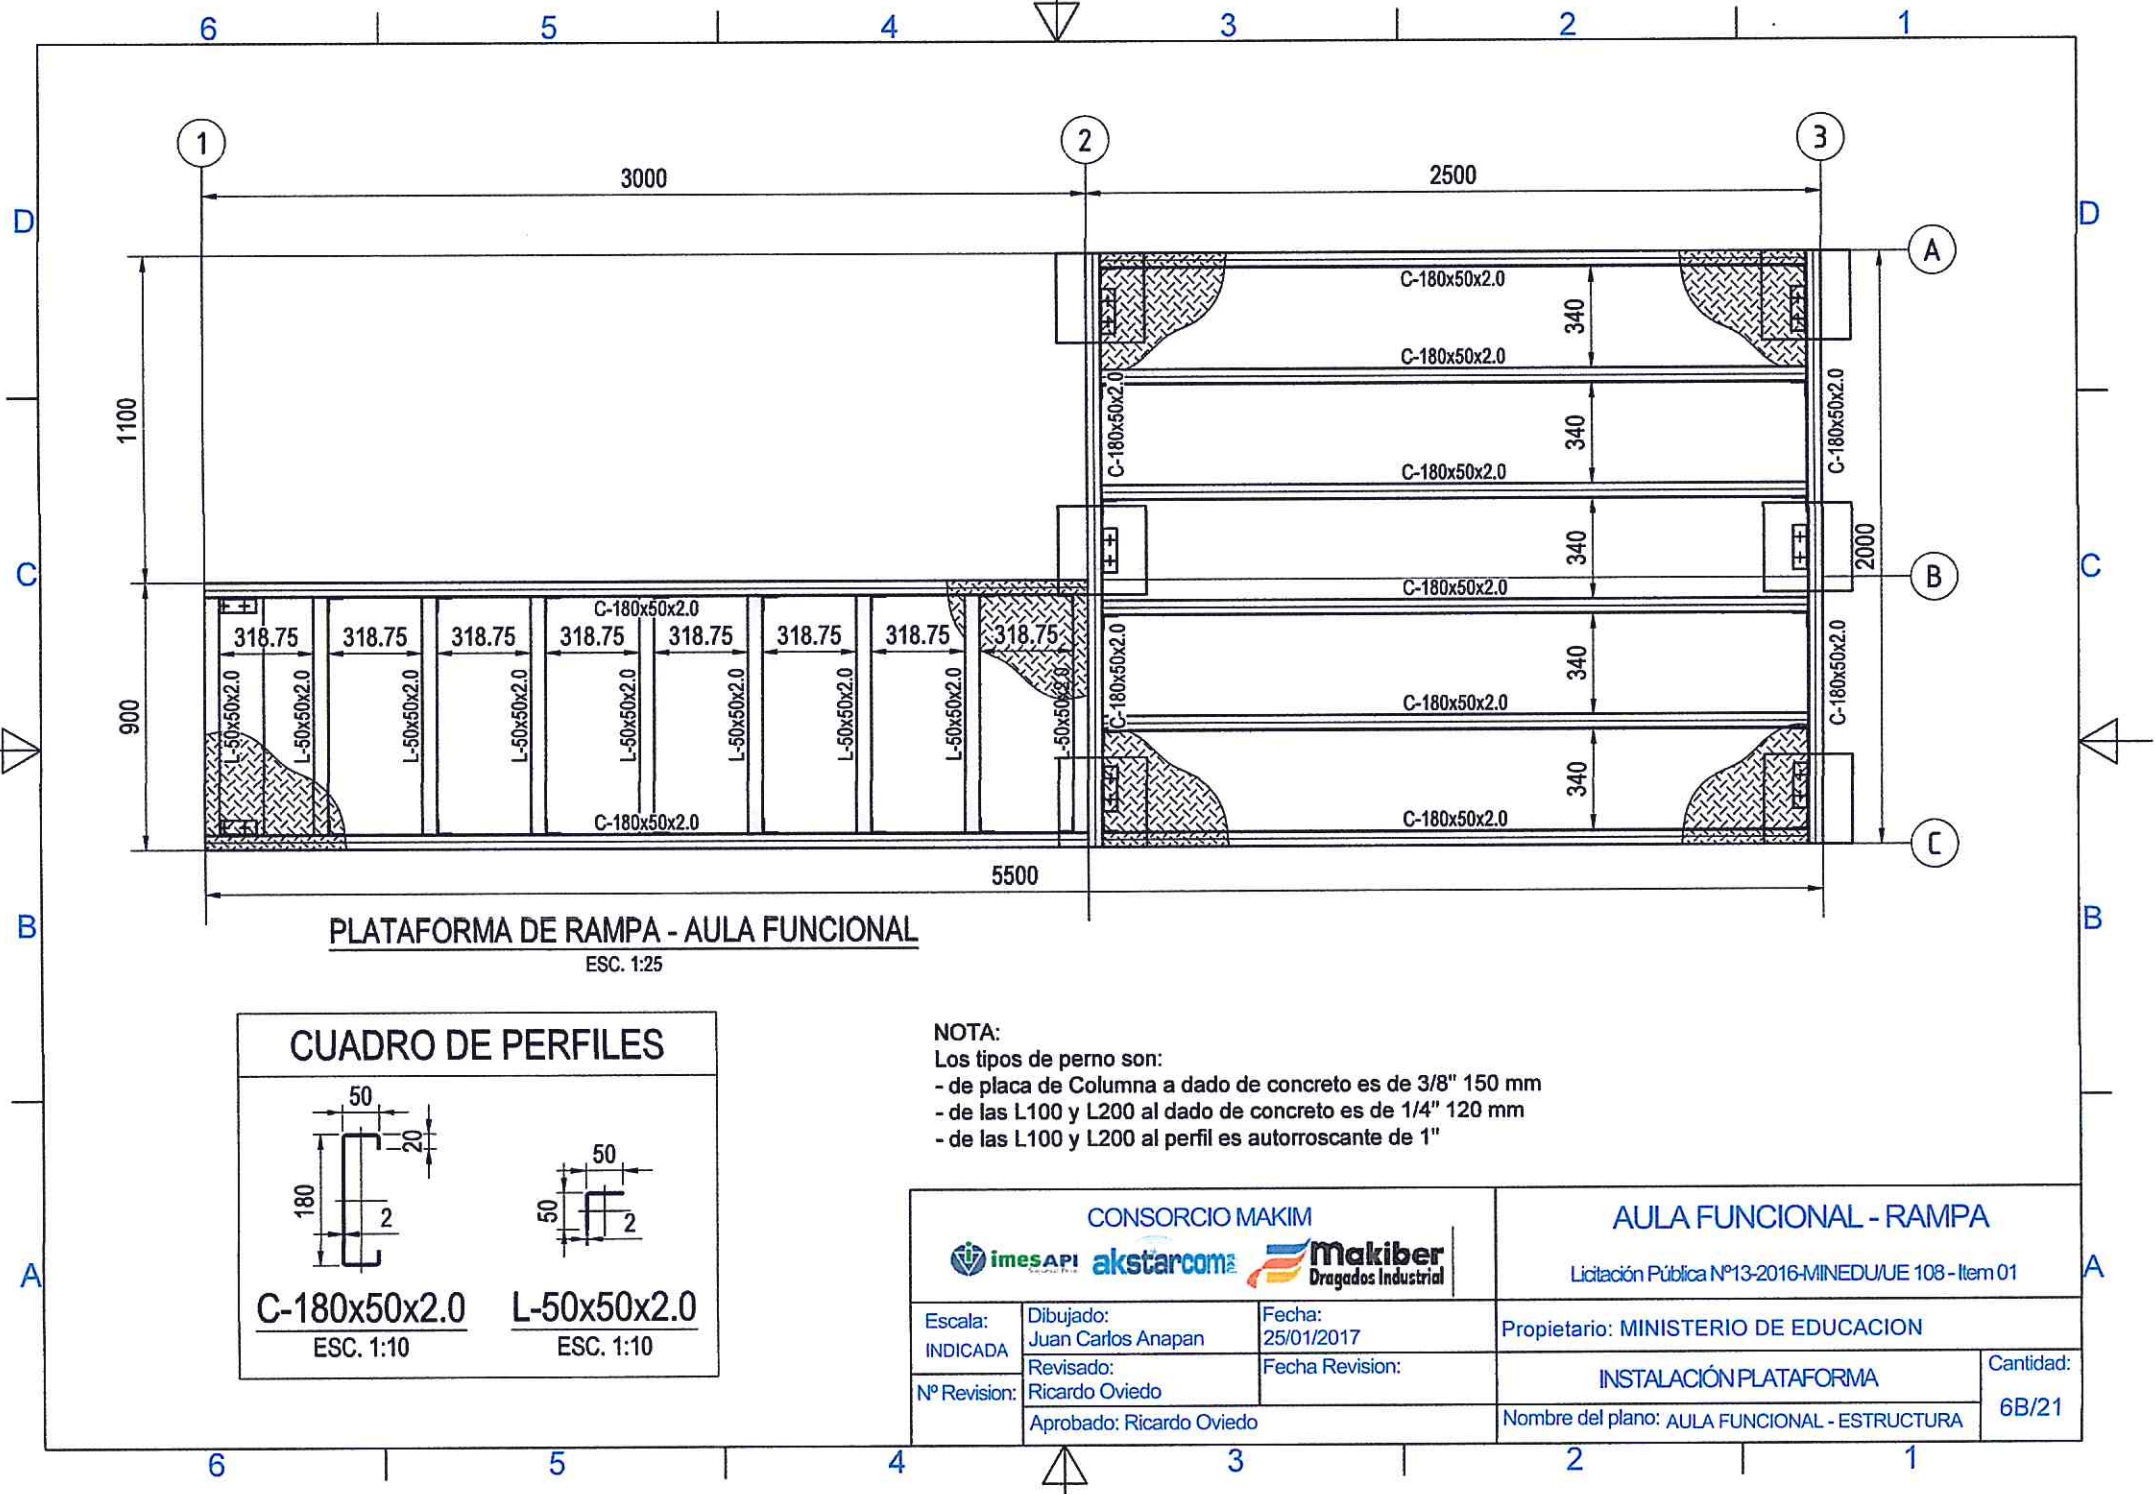 6 5 4 3 2 1
1 2 3
3000 2500
D D
A
C-180x50x2.0
340
C-180x50x2.0
1100
C-180x50x2.0
340
C-180x50x2.0
C-180x50x2.0
340
2000
C C
B
C-180x50x2.0
C-180x50x2.0
318.75 318.75 318.75 318.75 318.75 318.75 318.75 318.75
340
C-180x50x2.0
C-180x50x2.0
900
L-50x50x2.0 L-50x50x2.0 L-50x50x2.0 L-50x50x2.0 L-50x50x2.0 L-50x50x2.0 L-50x50x2.0 L-50x50x2.0 L-50x50x2.0
C-180x50x2.0
340
C-180x50x2.0
C-180x50x2.0
C
5500
B B
PLATAFORMA DE RAMPA - AULA FUNCIONAL
ESC. 1:25
CUADRO DE PERFILES
50
20
180
2
C-180x50x2.0
ESC. 1:10
50
50
2
L-50x50x2.0
ESC. 1:10
NOTA:
Los tipos de perno son:
- de placa de Columna a dado de concreto es de 3/8" 150 mm
- de las L100 y L200 al dado de concreto es de 1/4" 120 mm
- de las L100 y L200 al perfil es autorroscante de 1"
A A
CONSORCIO MAKIM
imesAPI akstarcom Makiber
Dragados Industrial
AULA FUNCIONAL - RAMPA
Licitación Pública Nº13-2016-MINEDU/UE 108 - Item 01
Escala:
INDICADA
Dibujado:
Juan Carlos Anapan
Fecha:
25/01/2017
Propietario: MINISTERIO DE EDUCACION
Nº Revision:
Revisado:
Ricardo Oviedo
Fecha Revision:
INSTALACIÓN PLATAFORMA
Cantidad:
6B/21
Aprobado: Ricardo Oviedo
Nombre del plano: AULA FUNCIONAL - ESTRUCTURA
6 5 4 3 2 1